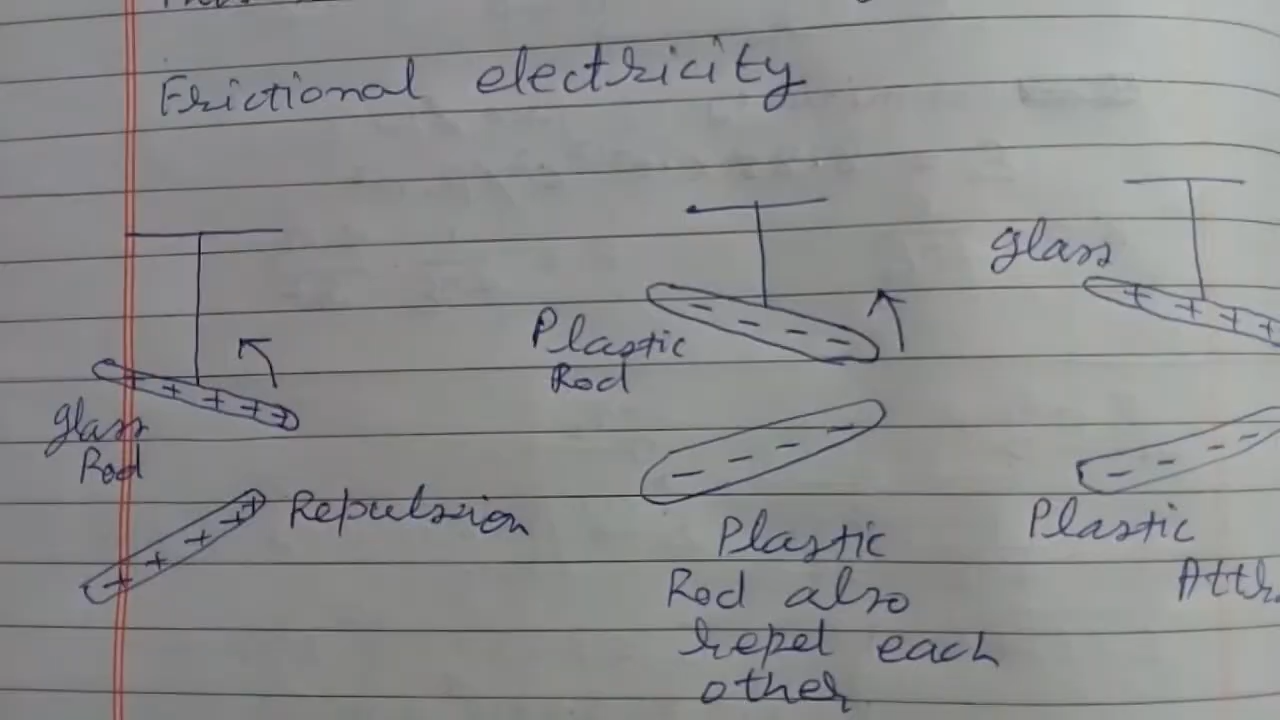 Frictional electricity
Glass
Rod
Repulsion
Plastic
Rod
Plastic
Rod also
repel each
other
Glass
Plastic